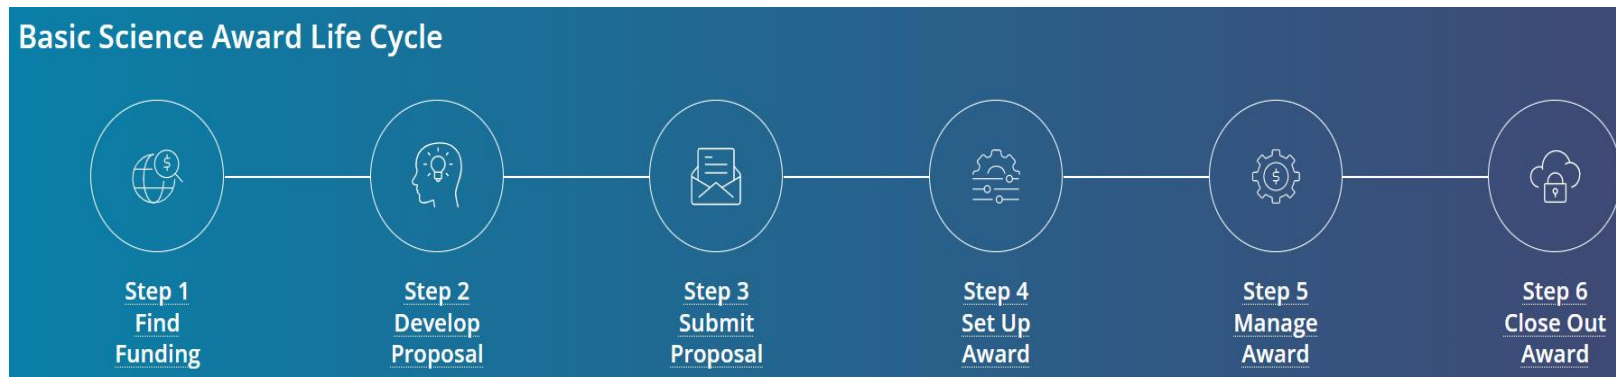 Basic Science Award Life Cycle
$
$
Step 1
Find
Funding
Step 2
Develop
Proposal
Step 3
Submit
Proposal
Step 4
Set Up
Award
Step 5
Manage
Award
Step 6
Close Out
Award